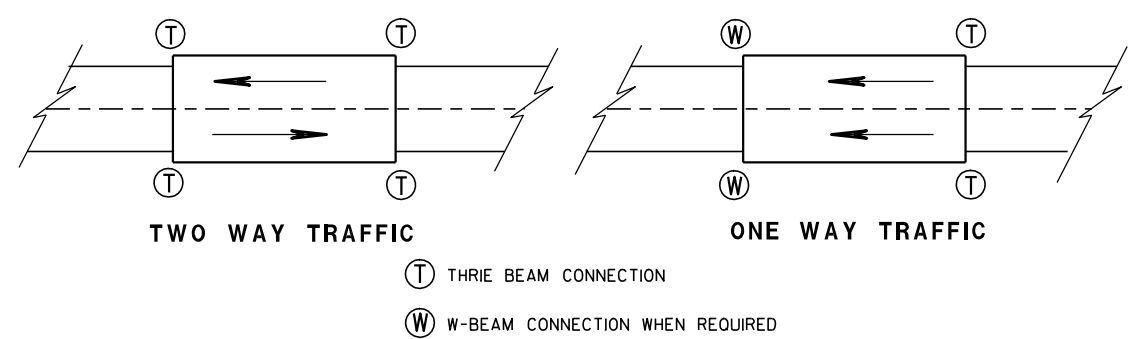 T T W T
T T W T
TWO WAY TRAFFIC
ONE WAY TRAFFIC
T THRIE BEAM CONNECTION
W W-BEAM CONNECTION WHEN REQUIRED